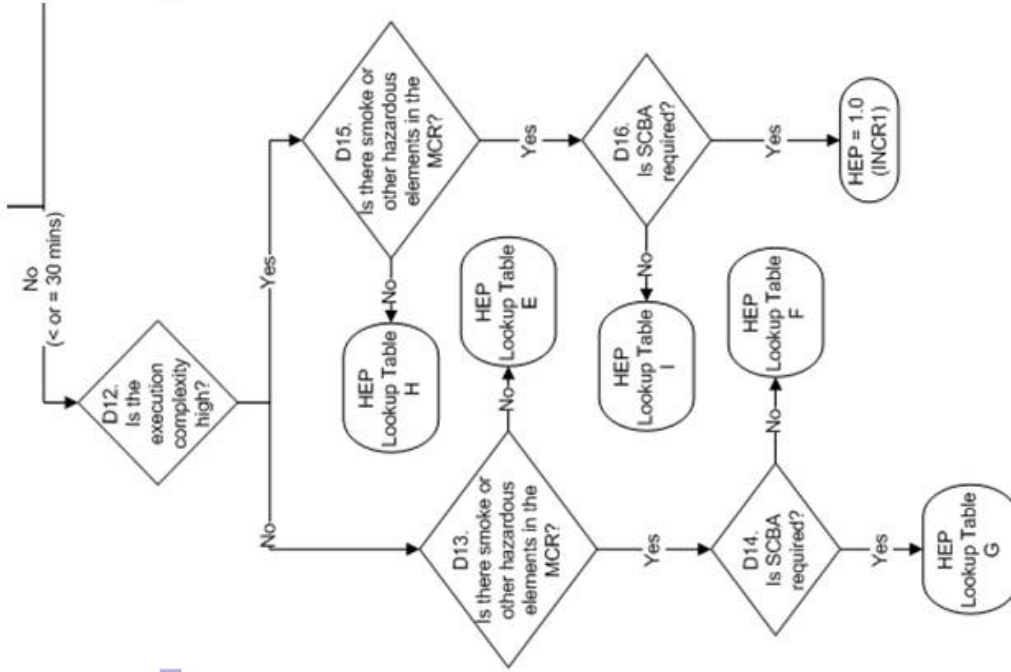 No
(< or = 30 mins)
D12.
Is the
execution
complexity
high?
No
Yes
D13.
Is there smoke or
other hazardous
elements in the
MCR?
No
HEP
Lookup Table
E
Yes
D14.
Is SCBA
required?
No
HEP
Lookup Table
F
Yes
HEP
Lookup Table
G
D15.
Is there smoke or
other hazardous
elements in the
MCR?
No
HEP
Lookup Table
H
Yes
D16.
Is SCBA
required?
No
HEP
Lookup Table
I
Yes
HEP = 1.0
(INCR1)